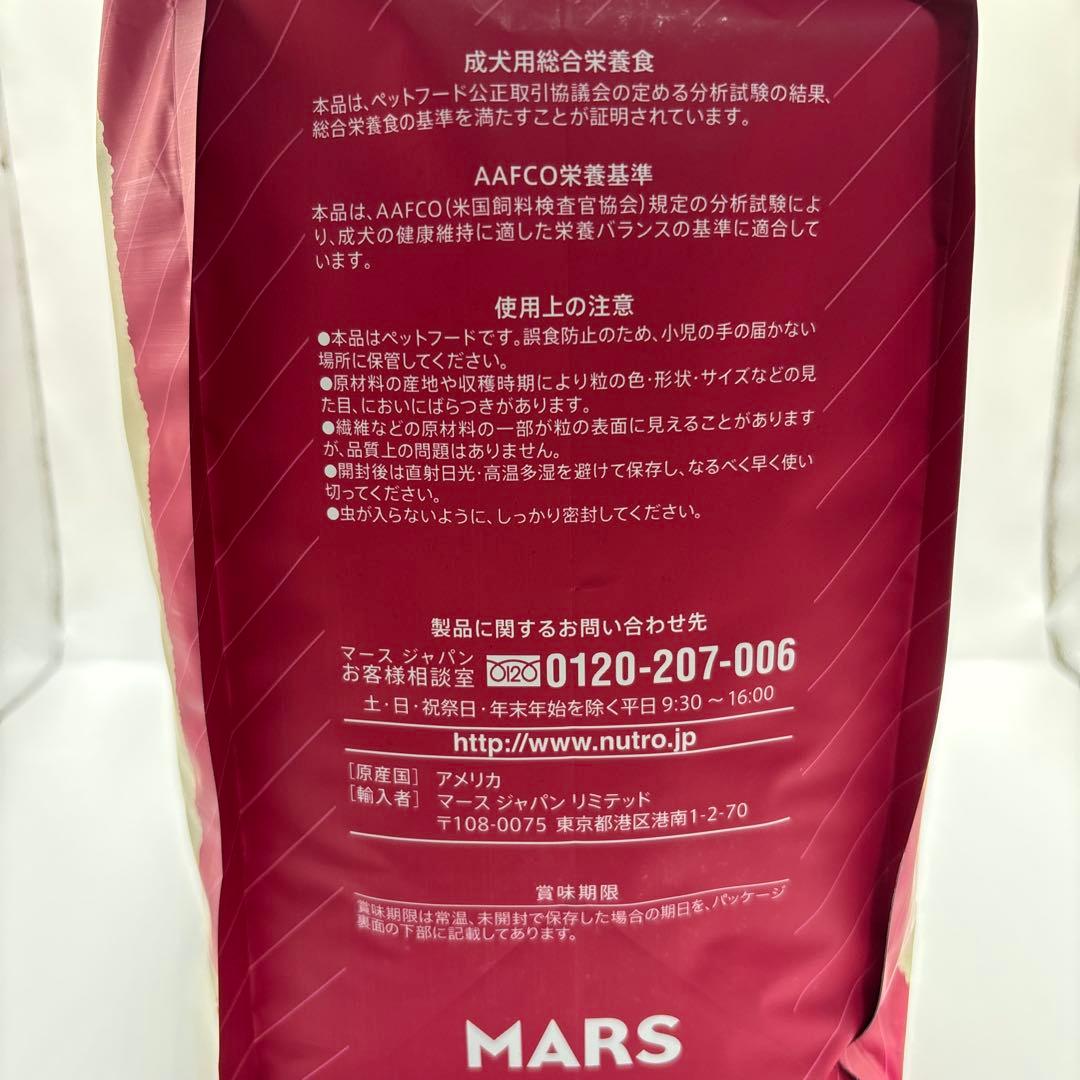 成犬用総合栄養食
本品は、ペットフード公正取引協議会の定める分析試験の結果、
総合栄養食の基準を満たすことが証明されています。
AAFCO栄養基準
本品は、AAFCO(米国飼料検査官協会)規定の分析試験によ
り、成犬の健康維持に適した栄養バランスの基準に適合して
います。
使用上の注意
●本品はペットフードです。誤食防止のため、小児の手の届かない
場所に保管してください。
●原材料の産地や収穫時期により粒の色・形状・サイズなどの見
た目、においにばらつきがあります。
●繊維などの原材料の一部が粒の表面に見えることがあります
が、品質上の問題はありません。
●開封後は直射日光・高温多湿を避けて保存し、なるべく早く使い
切ってください。
●虫が入らないように、しっかり密封してください。
製品に関するお問い合わせ先
マース ジャパン
お客様相談室 0120 0120-207-006
土・日・祝祭日・年末年始を除く平日 9:30 ～ 16:00
http://www.nutro.jp
[原産国] アメリカ
[輸入者] マース ジャパン リミテッド
〒108-0075 東京都港区港南1-2-70
賞味期限
賞味期限は常温、未開封で保存した場合の期日を、パッケージ
裏面の下部に記載してあります。
MARS